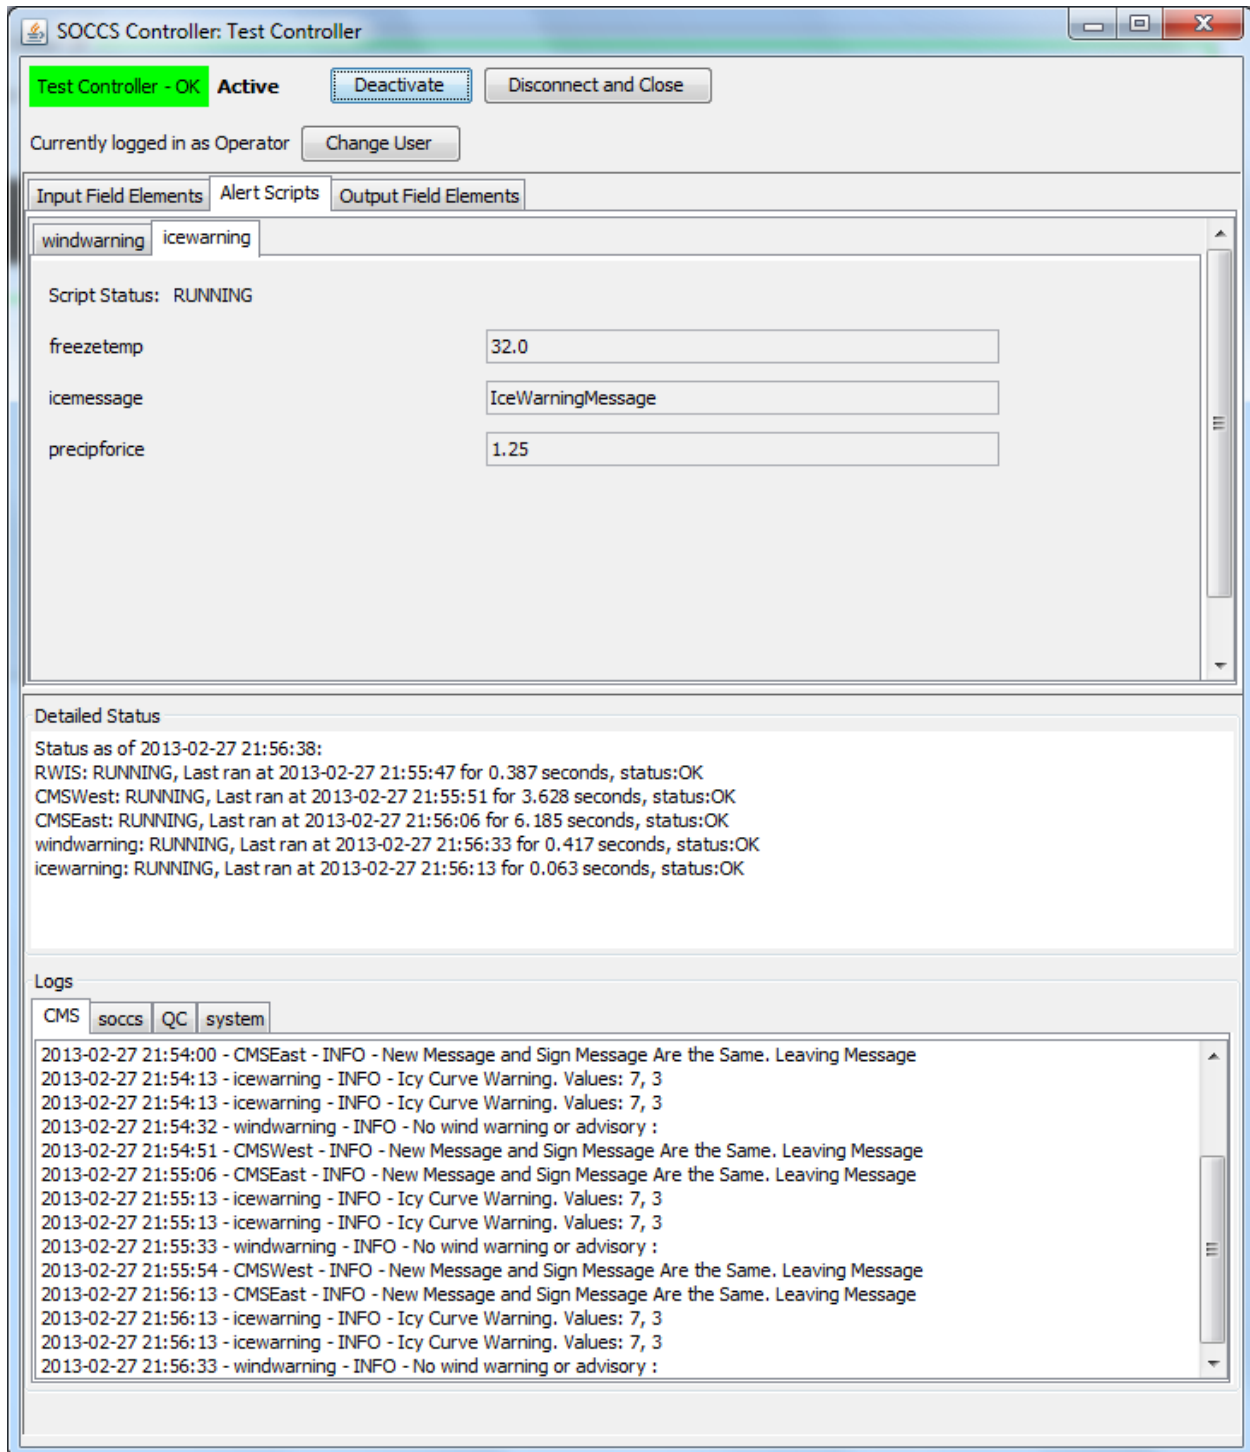 SOCCS Controller: Test Controller
Test Controller - OK Active Deactivate Disconnect and Close
Currently logged in as Operator Change User
Input Field Elements Alert Scripts Output Field Elements
windwarning icewarning
Script Status: RUNNING
freezetemp 32.0
icemessage IceWarningMessage
precipforice 1.25
Detailed Status
Status as of 2013-02-27 21:56:38:
RWIS: RUNNING, Last ran at 2013-02-27 21:55:47 for 0.387 seconds, status:OK
CMSWest: RUNNING, Last ran at 2013-02-27 21:55:51 for 3.628 seconds, status:OK
CMSEast: RUNNING, Last ran at 2013-02-27 21:56:06 for 6.185 seconds, status:OK
windwarning: RUNNING, Last ran at 2013-02-27 21:56:33 for 0.417 seconds, status:OK
icewarning: RUNNING, Last ran at 2013-02-27 21:56:13 for 0.063 seconds, status:OK
Logs
CMS soccs QC system
2013-02-27 21:54:00 - CMSEast - INFO - New Message and Sign Message Are the Same. Leaving Message
2013-02-27 21:54:13 - icewarning - INFO - Icy Curve Warning. Values: 7, 3
2013-02-27 21:54:13 - icewarning - INFO - Icy Curve Warning. Values: 7, 3
2013-02-27 21:54:32 - windwarning - INFO - No wind warning or advisory :
2013-02-27 21:54:51 - CMSWest - INFO - New Message and Sign Message Are the Same. Leaving Message
2013-02-27 21:55:06 - CMSEast - INFO - New Message and Sign Message Are the Same. Leaving Message
2013-02-27 21:55:13 - icewarning - INFO - Icy Curve Warning. Values: 7, 3
2013-02-27 21:55:13 - icewarning - INFO - Icy Curve Warning. Values: 7, 3
2013-02-27 21:55:33 - windwarning - INFO - No wind warning or advisory :
2013-02-27 21:55:54 - CMSWest - INFO - New Message and Sign Message Are the Same. Leaving Message
2013-02-27 21:56:13 - CMSEast - INFO - New Message and Sign Message Are the Same. Leaving Message
2013-02-27 21:56:13 - icewarning - INFO - Icy Curve Warning. Values: 7, 3
2013-02-27 21:56:13 - icewarning - INFO - Icy Curve Warning. Values: 7, 3
2013-02-27 21:56:33 - windwarning - INFO - No wind warning or advisory :